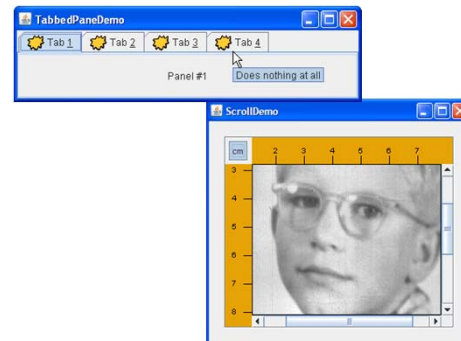 TabbedPaneDemo
Tab 1 Tab 2 Tab 3 Tab 4
Panel #1 Does nothing at all
ScrollDemo
cm 2 3 4 5 6 7
3
4
5
6
7
8